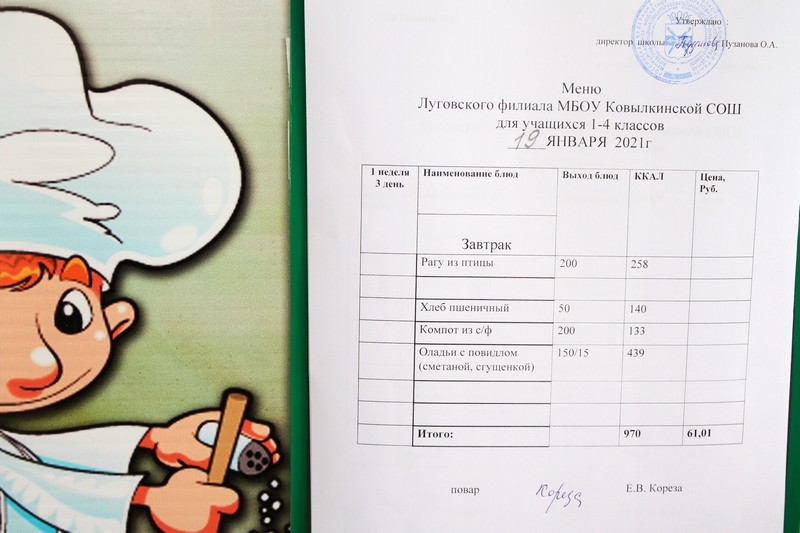 Утверждаю :
директор школы Пузанова О.А.
Меню
Луговского филиала МБОУ Ковылкинской СОШ
для учащихся 1-4 классов
19 ЯНВАРЯ 2021г
1 неделя
3 день
Наименование блюд
Выход блюд
ККАЛ
Цена,
Руб.
Завтрак
Рагу из птицы 200 258
Хлеб пшеничный 50 140
Компот из с/ф 200 133
Оладьи с повидлом 150/15 439
(сметаной, сгущенкой)
Итого: 970 61,01
повар Кореза Е.В. Кореза